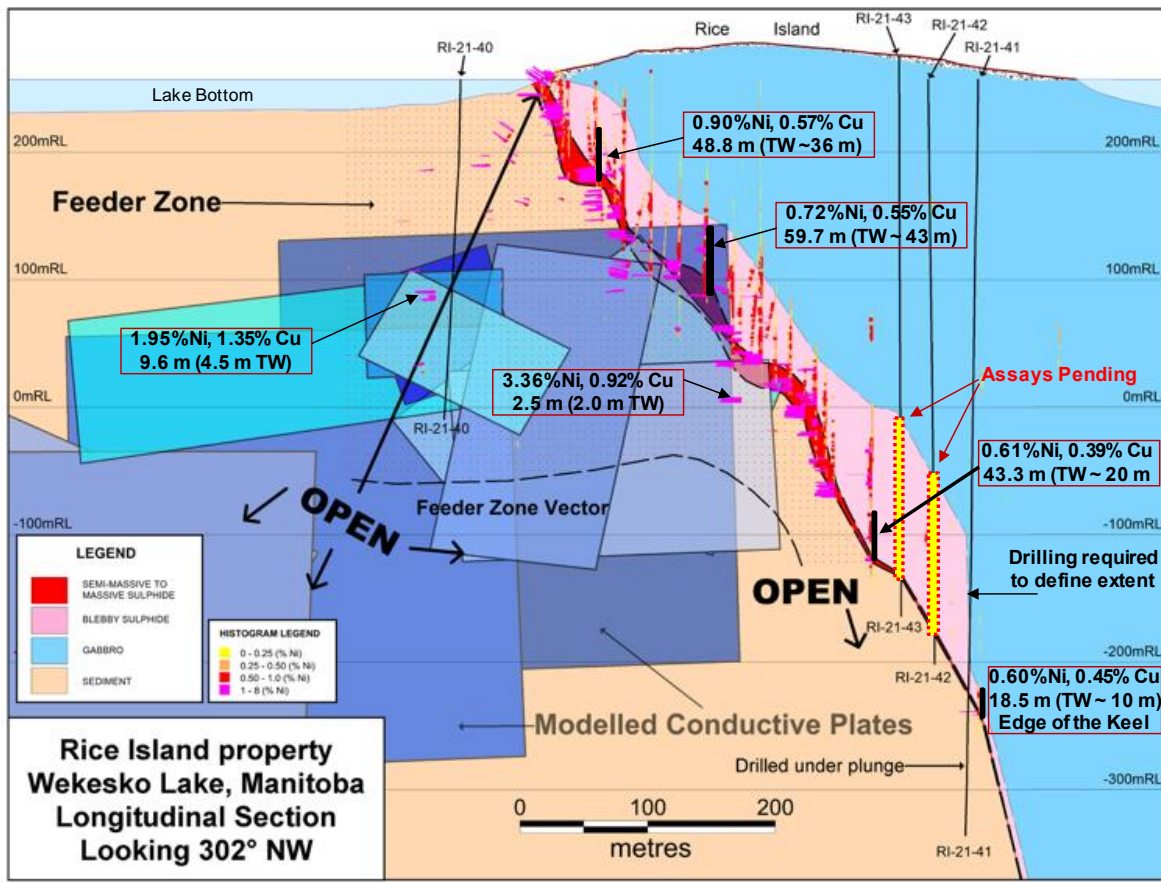 RI-21-43
RI-21-42
RI-21-41
Rice Island
RI-21-40
Lake Bottom
200mRL
0.90%Ni, 0.57% Cu
48.8 m (TW ~36 m)
200mRL
Feeder Zone
0.72%Ni, 0.55% Cu
59.7 m (TW ~ 43 m)
100mRL
100mRL
1.95%Ni, 1.35% Cu
9.6 m (4.5 m TW)
3.36%Ni, 0.92% Cu
2.5 m (2.0 m TW)
Assays Pending
0mRL
0mRL
RI-21-40
0.61%Ni, 0.39% Cu
43.3 m (TW ~ 20 m
OPEN
Feeder Zone Vector
-100mRL
-100mRL
LEGEND
SEMI-MASSIVE TO
MASSIVE SULPHIDE
BLEBBY SULPHIDE
GABBRO
SEDIMENT
HISTOGRAM LEGEND
0 - 0.25 (% Ni)
0.25 - 0.50 (% Ni)
0.50 - 1.0 (% Ni)
1 - 8 (% Ni)
OPEN
Drilling required
to define extent
RI-21-43
-200mRL
RI-21-42
0.60%Ni, 0.45% Cu
18.5 m (TW ~ 10 m)
Edge of the Keel
Modelled Conductive Plates
Drilled under plunge
-300mRL
Rice Island property
Wekesko Lake, Manitoba
Longitudinal Section
Looking 302° NW
0 100 200
metres
RI-21-41